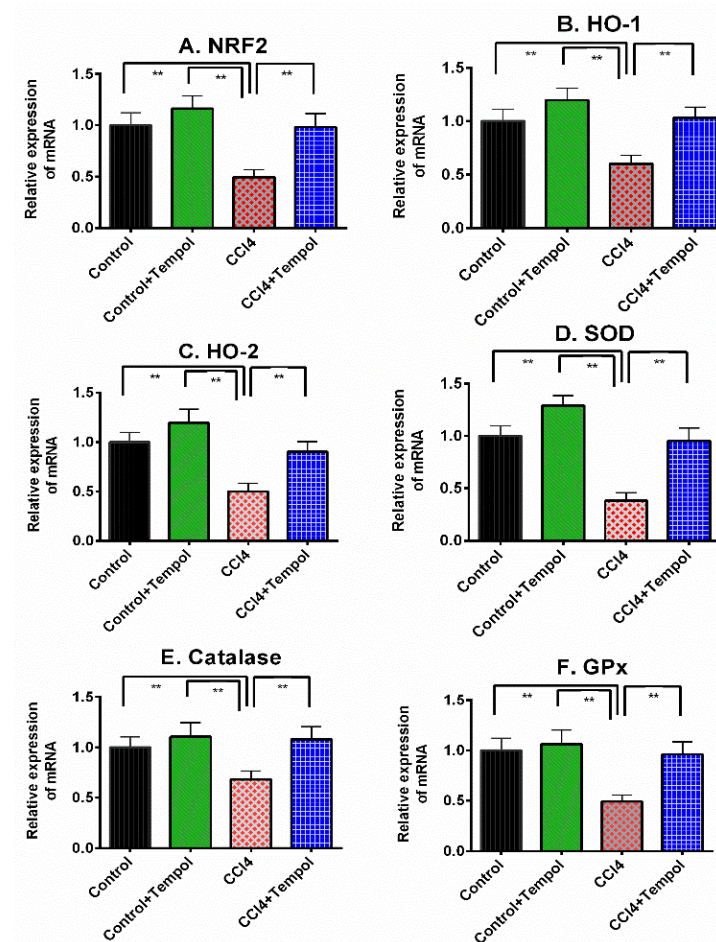 A. NRF2
** ** **
Relative expression
of mRNA
1.5
1.0
0.5
0.0
Control
Control+Tempol
CCl4
CCl4+Tempol
B. HO-1
** ** **
Relative expression
of mRNA
1.5
1.0
0.5
0.0
Control
Control+Tempol
CCl4
CCl4+Tempol
C. HO-2
** ** **
Relative expression
of mRNA
1.5
1.0
0.5
0.0
Control
Control+Tempol
CCl4
CCl4+Tempol
D. SOD
** ** **
Relative expression
of mRNA
1.5
1.0
0.5
0.0
Control
Control+Tempol
CCl4
CCl4+Tempol
E. Catalase
** ** **
Relative expression
of mRNA
1.5
1.0
0.5
0.0
Control
Control+Tempol
CCl4
CCl4+Tempol
F. GPx
** ** **
Relative expression
of mRNA
1.5
1.0
0.5
0.0
Control
Control+Tempol
CCl4
CCl4+Tempol